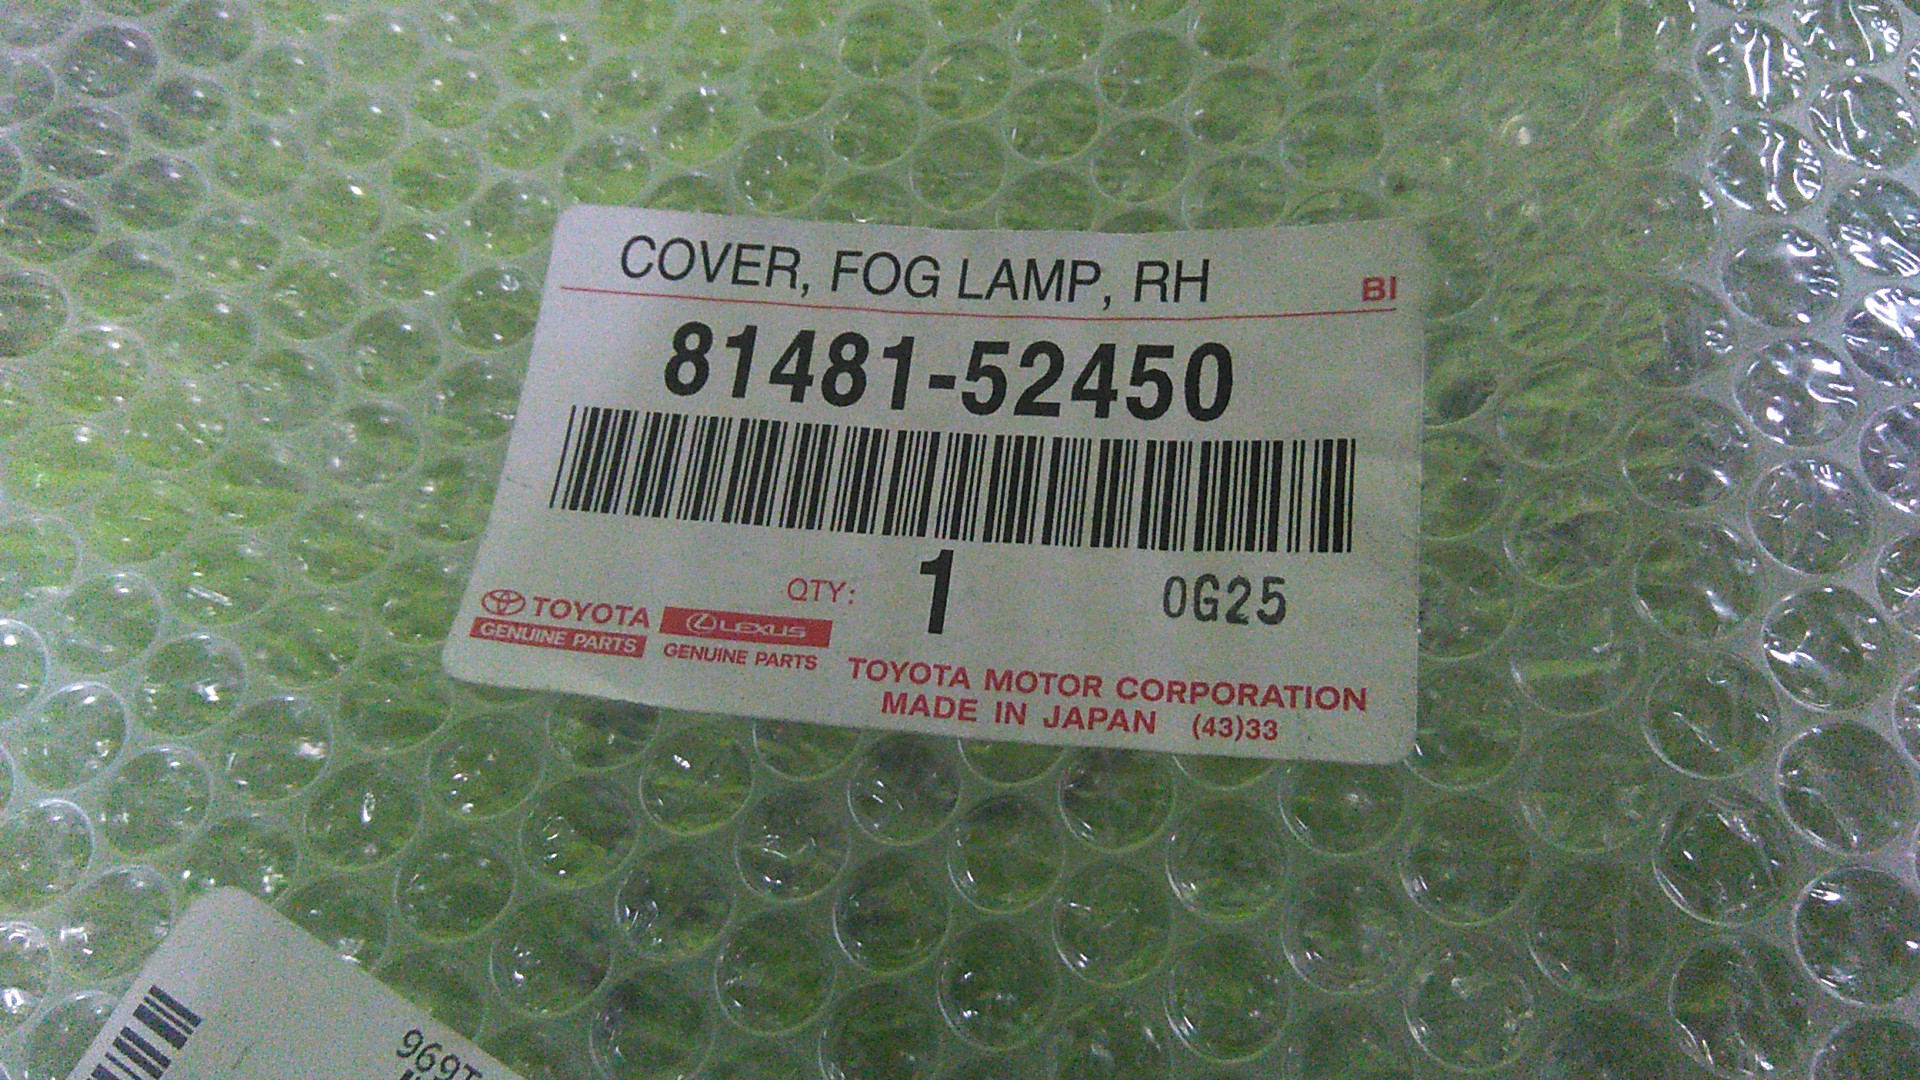 COVER, FOG LAMP, RH
BI
81481-52450
QTY: 1
0G25
TOYOTA
GENUINE PARTS
LEXUS
GENUINE PARTS
TOYOTA MOTOR CORPORATION
MADE IN JAPAN (43)33